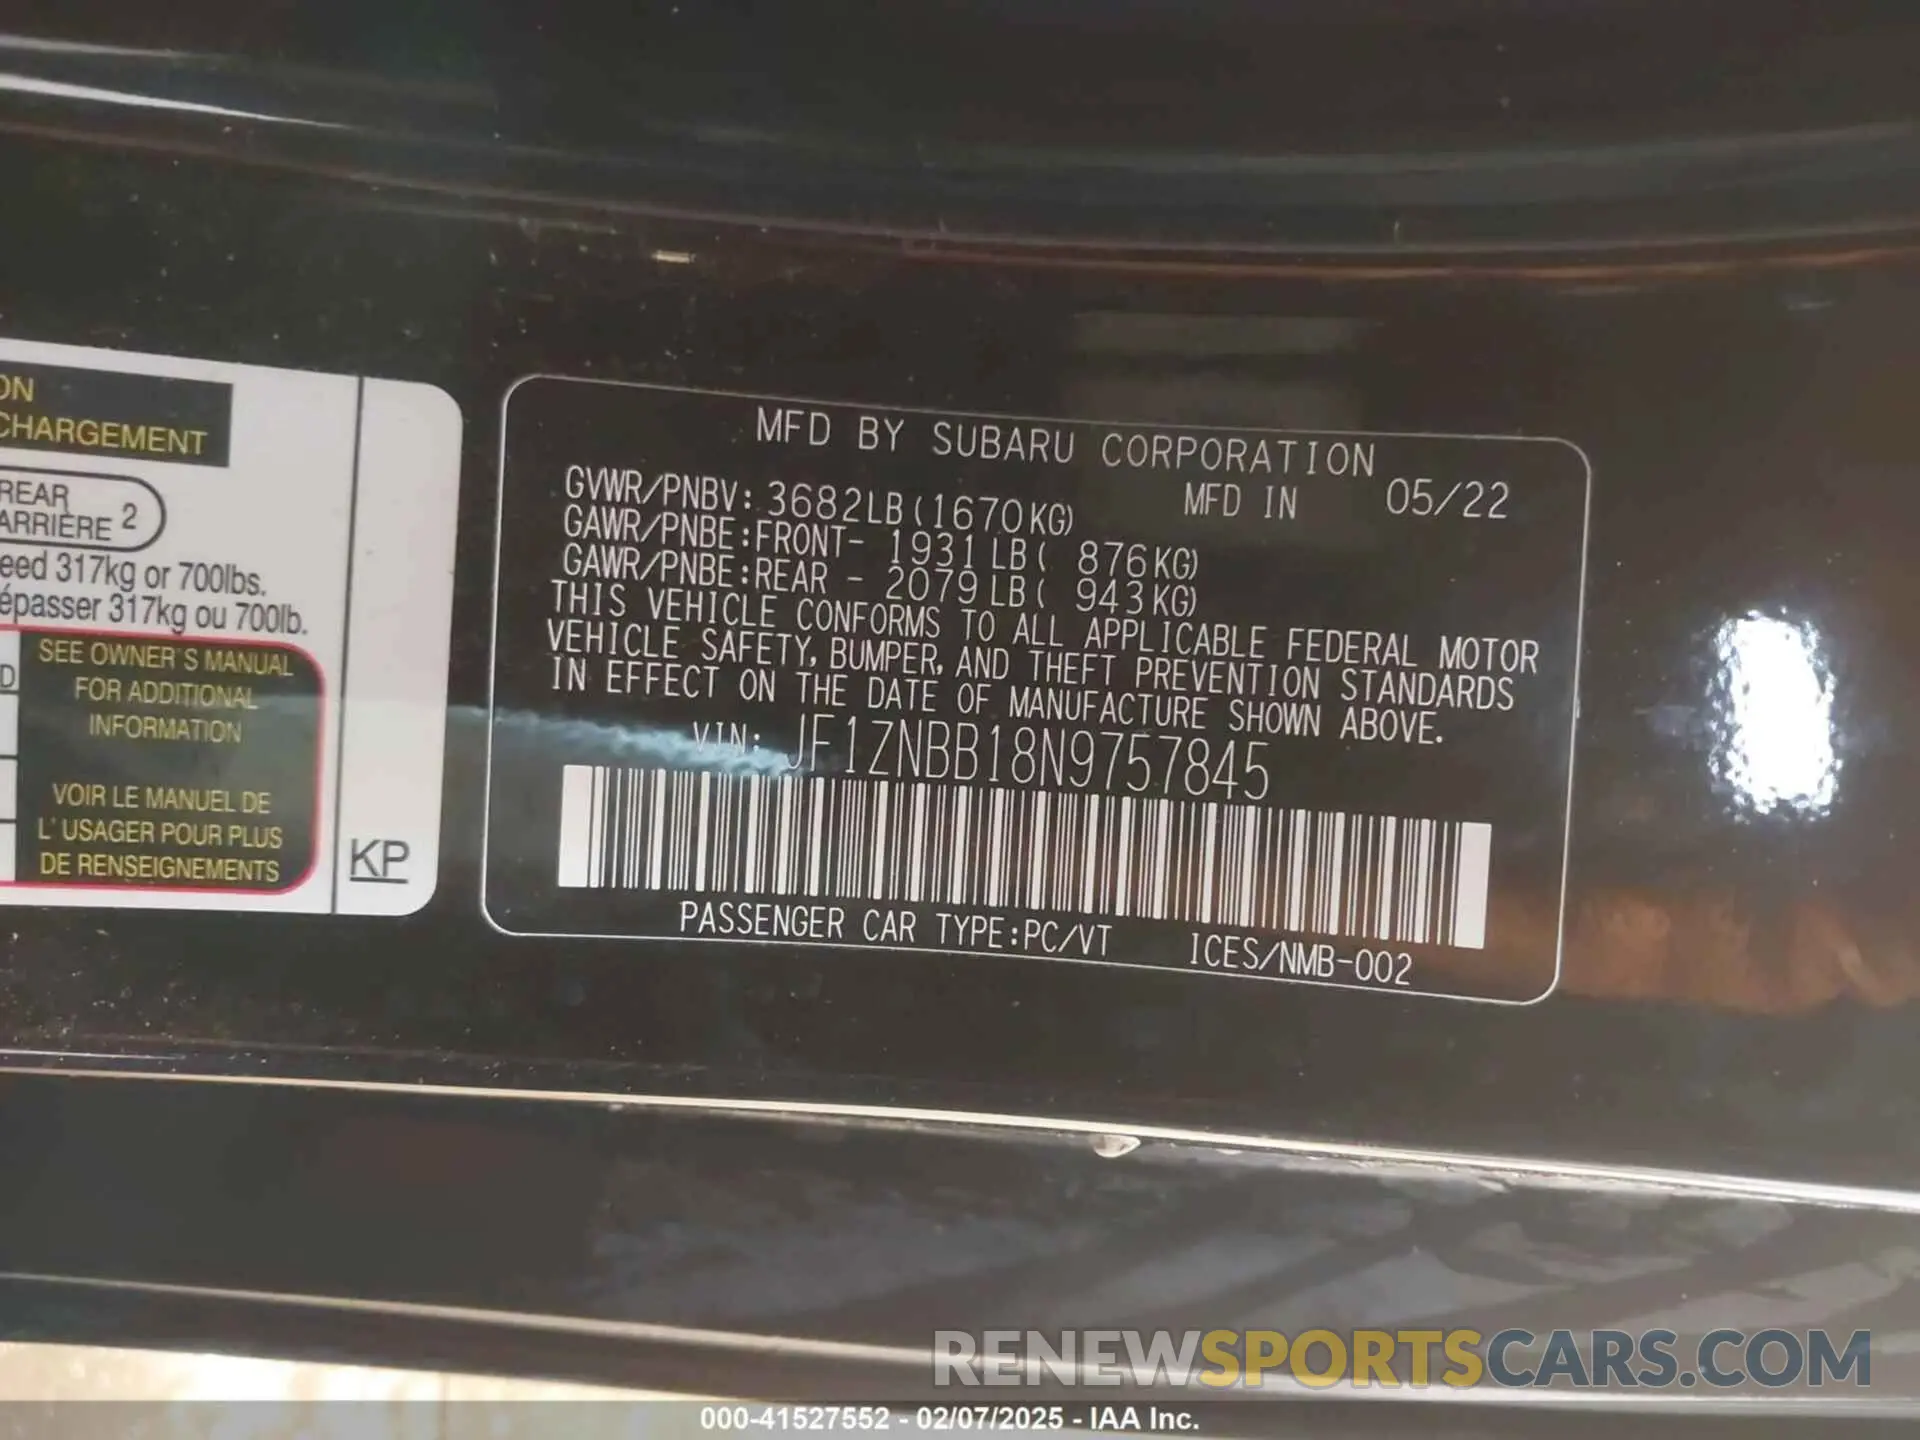 ON
CHARGEMENT
REAR
ARRIÈRE 2
eed 317kg or 700lbs.
épasser 317kg ou 700lb.
D
SEE OWNER'S MANUAL
FOR ADDITIONAL
INFORMATION
VOIR LE MANUEL DE
L' USAGER POUR PLUS
DE RENSEIGNEMENTS
KP
MFD BY SUBARU CORPORATION
GVWR/PNBV: 3682LB(1670KG) MFD IN 05/22
GAWR/PNBE:FRONT- 1931LB( 876KG)
GAWR/PNBE:REAR - 2079LB( 943KG)
THIS VEHICLE CONFORMS TO ALL APPLICABLE FEDERAL MOTOR
VEHICLE SAFETY, BUMPER, AND THEFT PREVENTION STANDARDS
IN EFFECT ON THE DATE OF MANUFACTURE SHOWN ABOVE.
VIN: JF1ZNBB18N9757845
PASSENGER CAR TYPE:PC/VT ICES/NMB-002
RENEWSPORTSCARS.COM
000-41527552 - 02/07/2025 - IAA Inc.